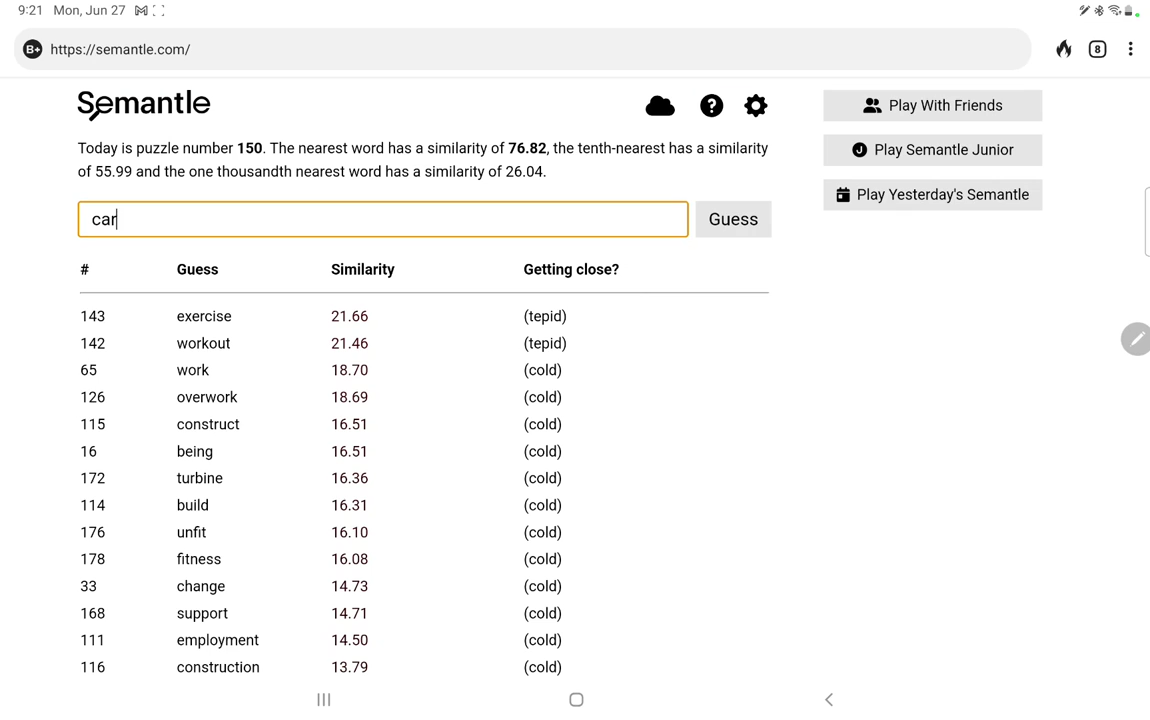 9:21 Mon, Jun 27
B+ https://semantle.com/
8
Semantle
?
Play With Friends
Today is puzzle number 150. The nearest word has a similarity of 76.82, the tenth-nearest has a similarity
of 55.99 and the one thousandth nearest word has a similarity of 26.04.
J Play Semantle Junior
Play Yesterday's Semantle
car
Guess
# Guess Similarity Getting close?
143 exercise 21.66 (tepid)
142 workout 21.46 (tepid)
65 work 18.70 (cold)
126 overwork 18.69 (cold)
115 construct 16.51 (cold)
16 being 16.51 (cold)
172 turbine 16.36 (cold)
114 build 16.31 (cold)
176 unfit 16.10 (cold)
178 fitness 16.08 (cold)
33 change 14.73 (cold)
168 support 14.71 (cold)
111 employment 14.50 (cold)
116 construction 13.79 (cold)